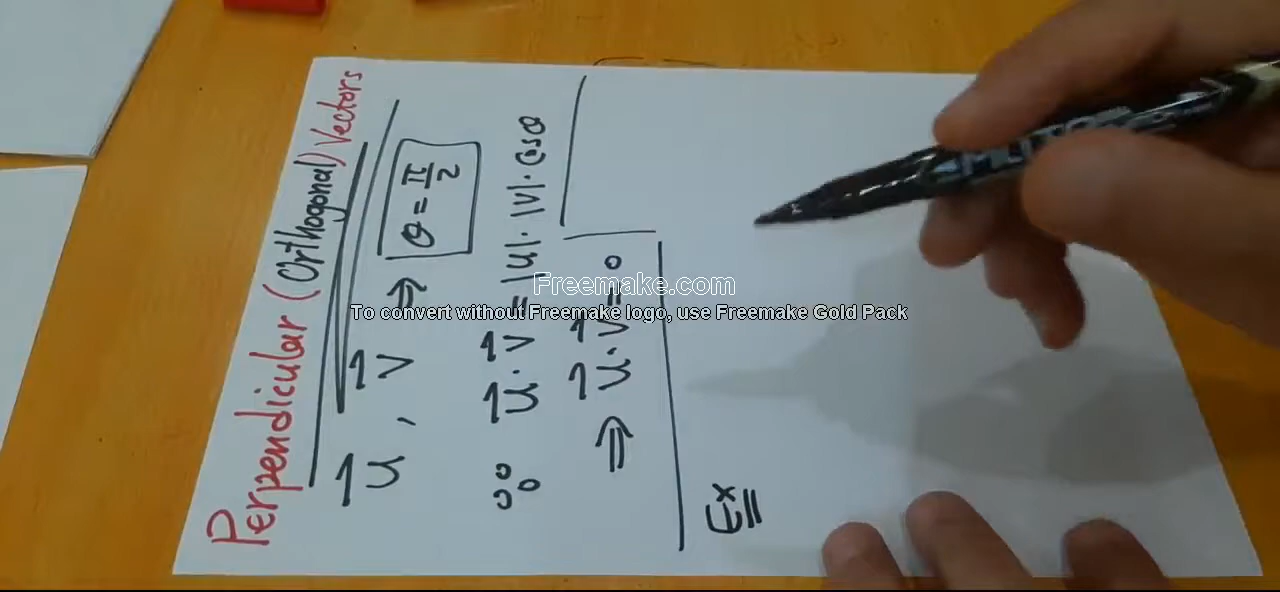 Perpendicular (Orthogonal) Vectors
u⃗ , v⃗ ⇒ θ = π/2
∵ u⃗ · v⃗ = |u| · |v| · cos θ
⇒ u⃗ · v⃗ = 0
Ex
Freemake.com
To convert without Freemake logo, use Freemake Gold Pack